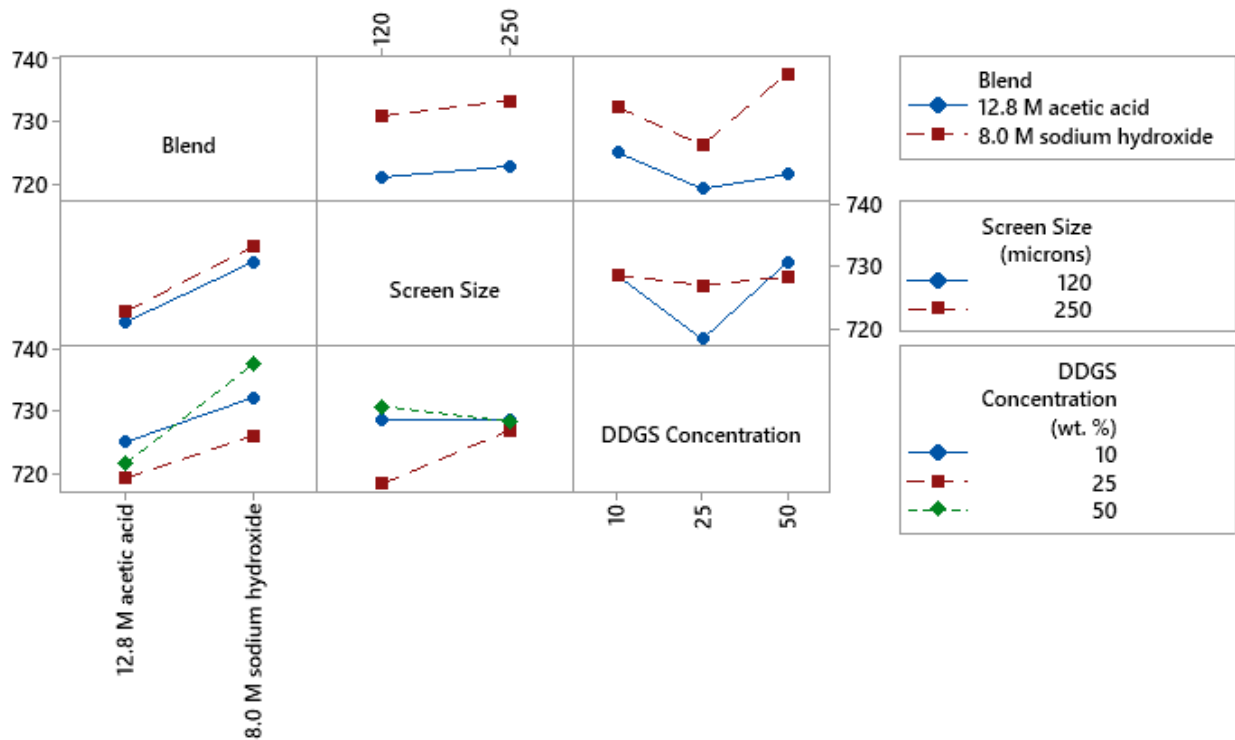 120
250
740
730
720
Blend
Blend
12.8 M acetic acid
8.0 M sodium hydroxide
Screen Size
740
730
720
Screen Size
(microns)
120
250
740
730
720
DDGS Concentration
DDGS
Concentration
(wt. %)
10
25
50
12.8 M acetic acid
8.0 M sodium hydroxide
10
25
50